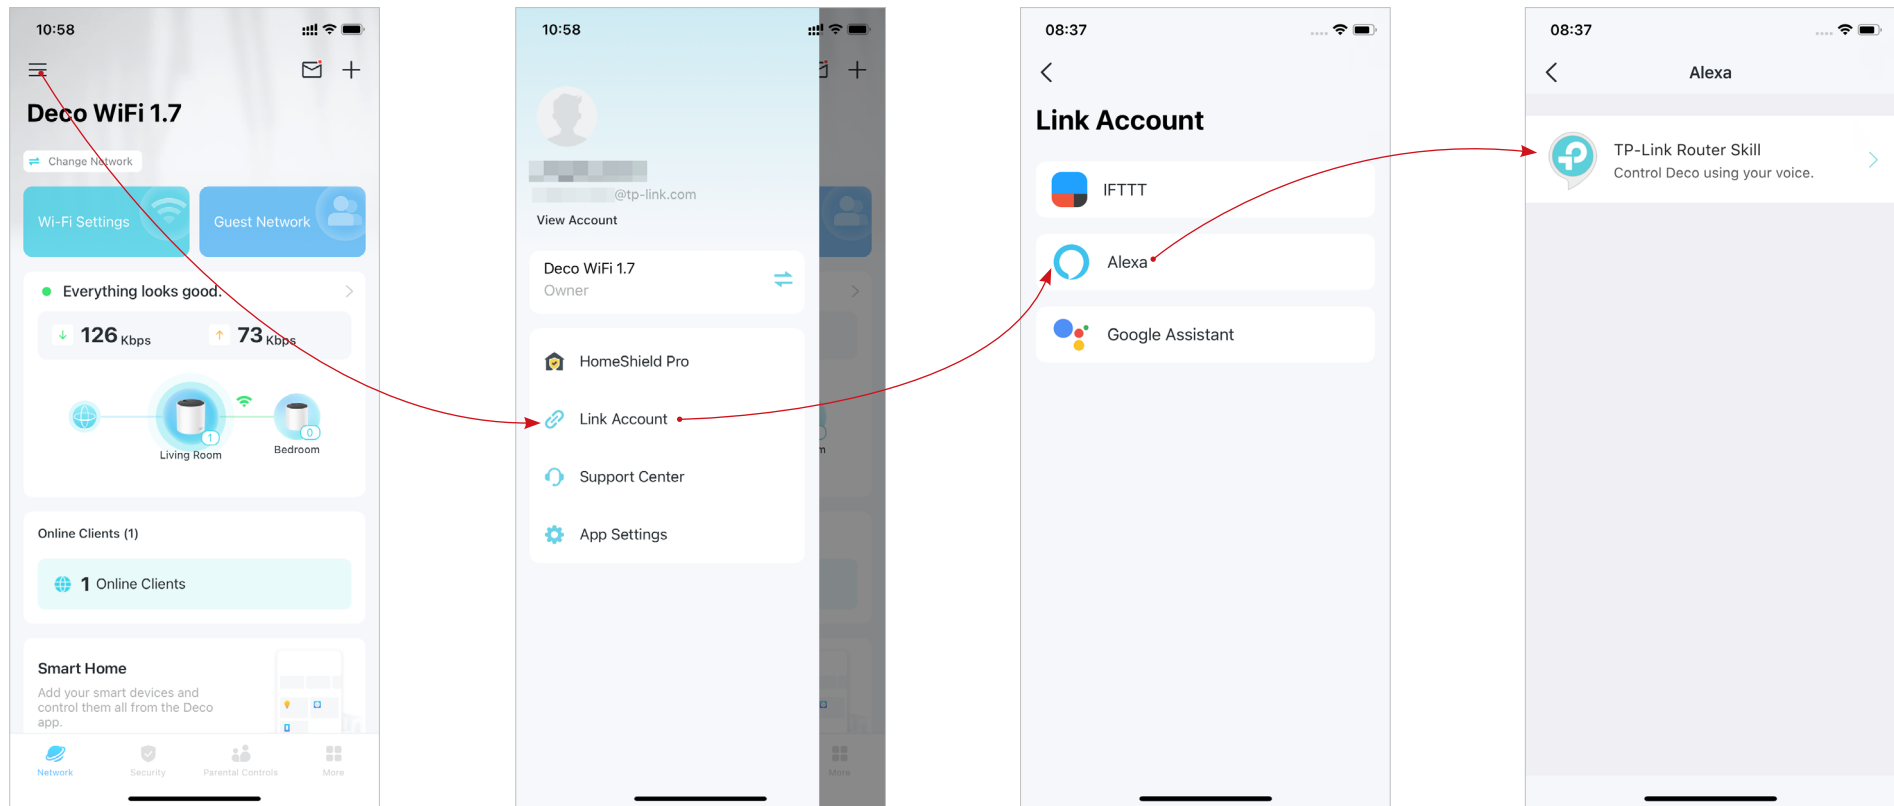 10:58
Deco WiFi 1.7
Change Network
Wi-Fi Settings
Guest Network
Everything looks good.
126 Kbps
73 Kbps
1
0
Living Room
Bedroom
Online Clients (1)
1 Online Clients
Smart Home
Add your smart devices and
control them all from the Deco
app.
Network
Security
Parental Controls
More
10:58
@tp-link.com
View Account
Deco WiFi 1.7
Owner
HomeShield Pro
Link Account
Support Center
App Settings
More
08:37
Link Account
IFTTT
Alexa
Google Assistant
08:37
Alexa
TP-Link Router Skill
Control Deco using your voice.